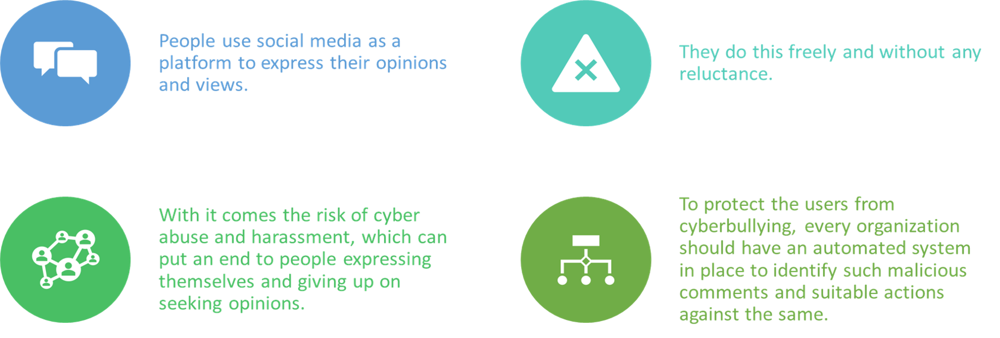 People use social media as a
platform to express their opinions
and views.
They do this freely and without any
reluctance.
With it comes the risk of cyber
abuse and harassment, which can
put an end to people expressing
themselves and giving up on
seeking opinions.
To protect the users from
cyberbullying, every organization
should have an automated system
in place to identify such malicious
comments and suitable actions
against the same.